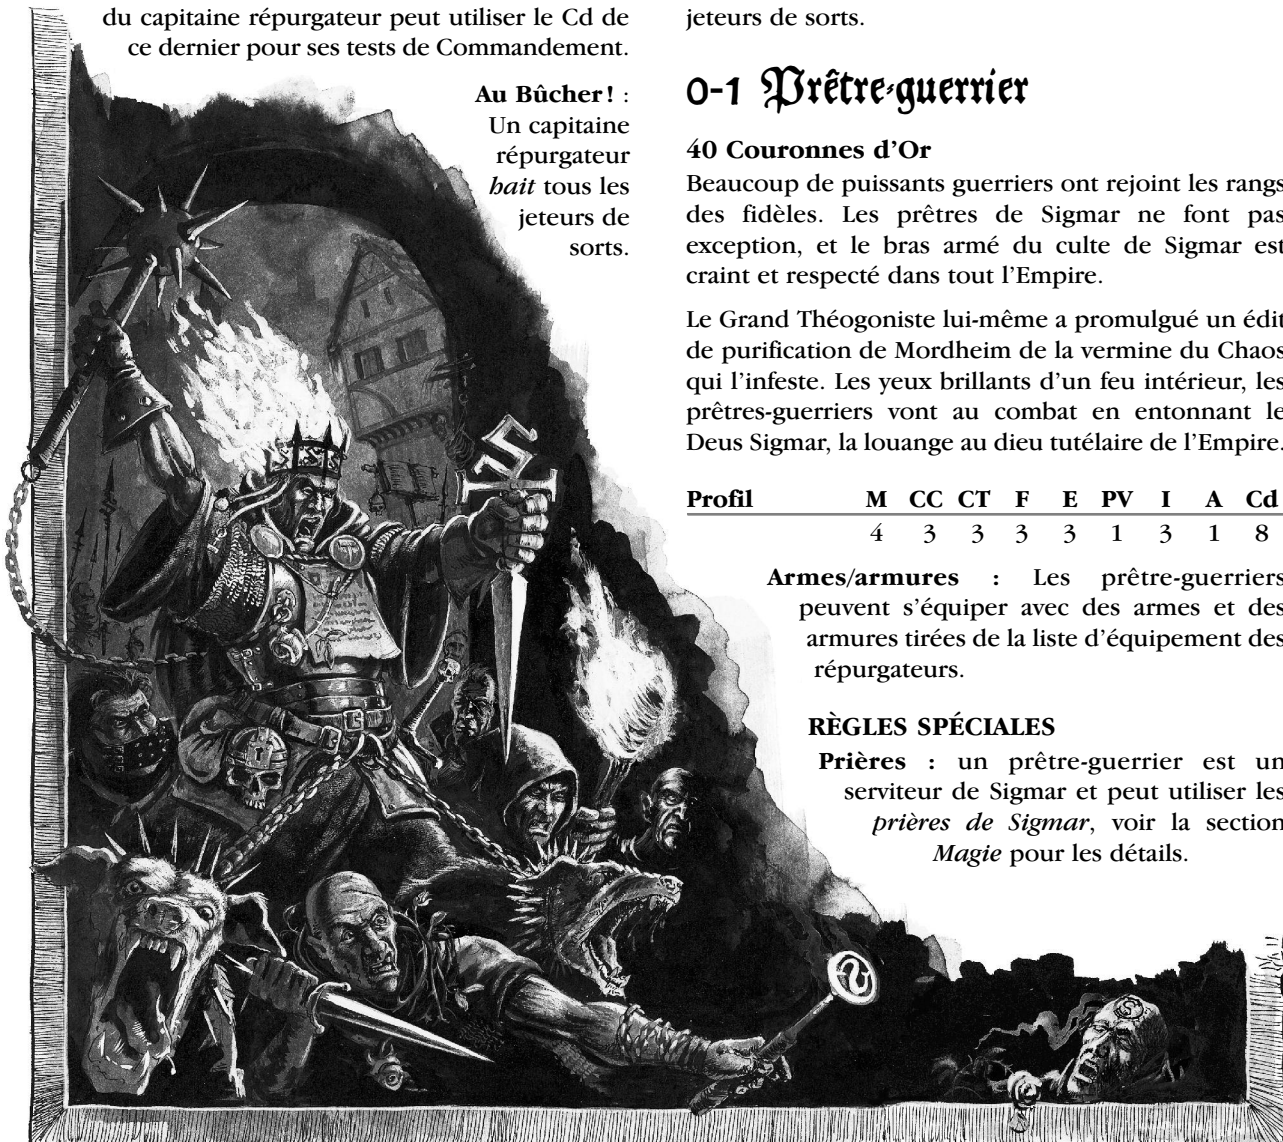 du capitaine répurgateur peut utiliser le Cd de
ce dernier pour ses tests de Commandement.
Au Bûcher! :
Un capitaine
répurgateur
hait tous les
jeteurs de
sorts.
jeteurs de sorts.
0-1 Prêtre-guerrier
40 Couronnes d’Or
Beaucoup de puissants guerriers ont rejoint les rangs
des fidèles. Les prêtres de Sigmar ne font pas
exception, et le bras armé du culte de Sigmar est
craint et respecté dans tout l’Empire.
Le Grand Théogoniste lui-même a promulgué un édit
de purification de Mordheim de la vermine du Chaos
qui l’infeste. Les yeux brillants d’un feu intérieur, les
prêtres-guerriers vont au combat en entonnant le
Deus Sigmar, la louange au dieu tutélaire de l’Empire.
Profil M CC CT F E PV I A Cd
4 3 3 3 3 1 3 1 8
Armes/armures : Les prêtre-guerriers
peuvent s’équiper avec des armes et des
armures tirées de la liste d’équipement des
répurgateurs.
RÈGLES SPÉCIALES
Prières : un prêtre-guerrier est un
serviteur de Sigmar et peut utiliser les
prières de Sigmar, voir la section
Magie pour les détails.